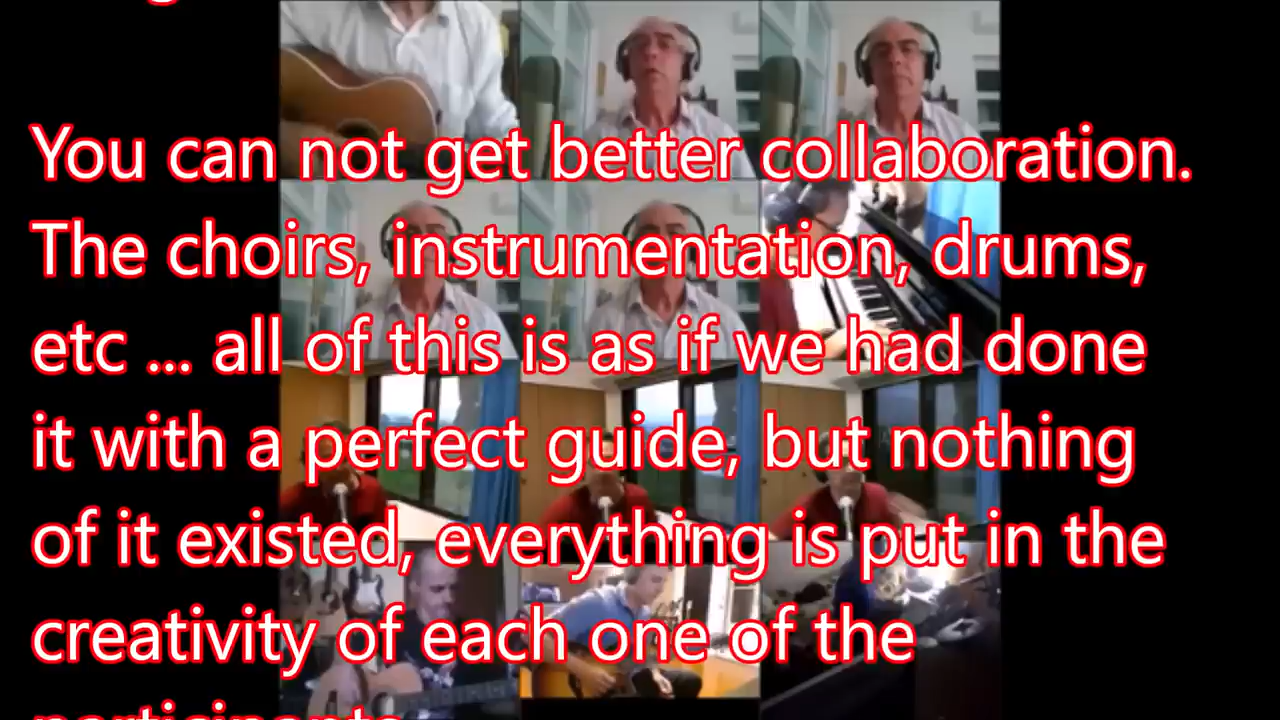 You can not get better collaboration.
The choirs, instrumentation, drums,
etc ... all of this is as if we had done
it with a perfect guide, but nothing
of it existed, everything is put in the
creativity of each one of the
participants